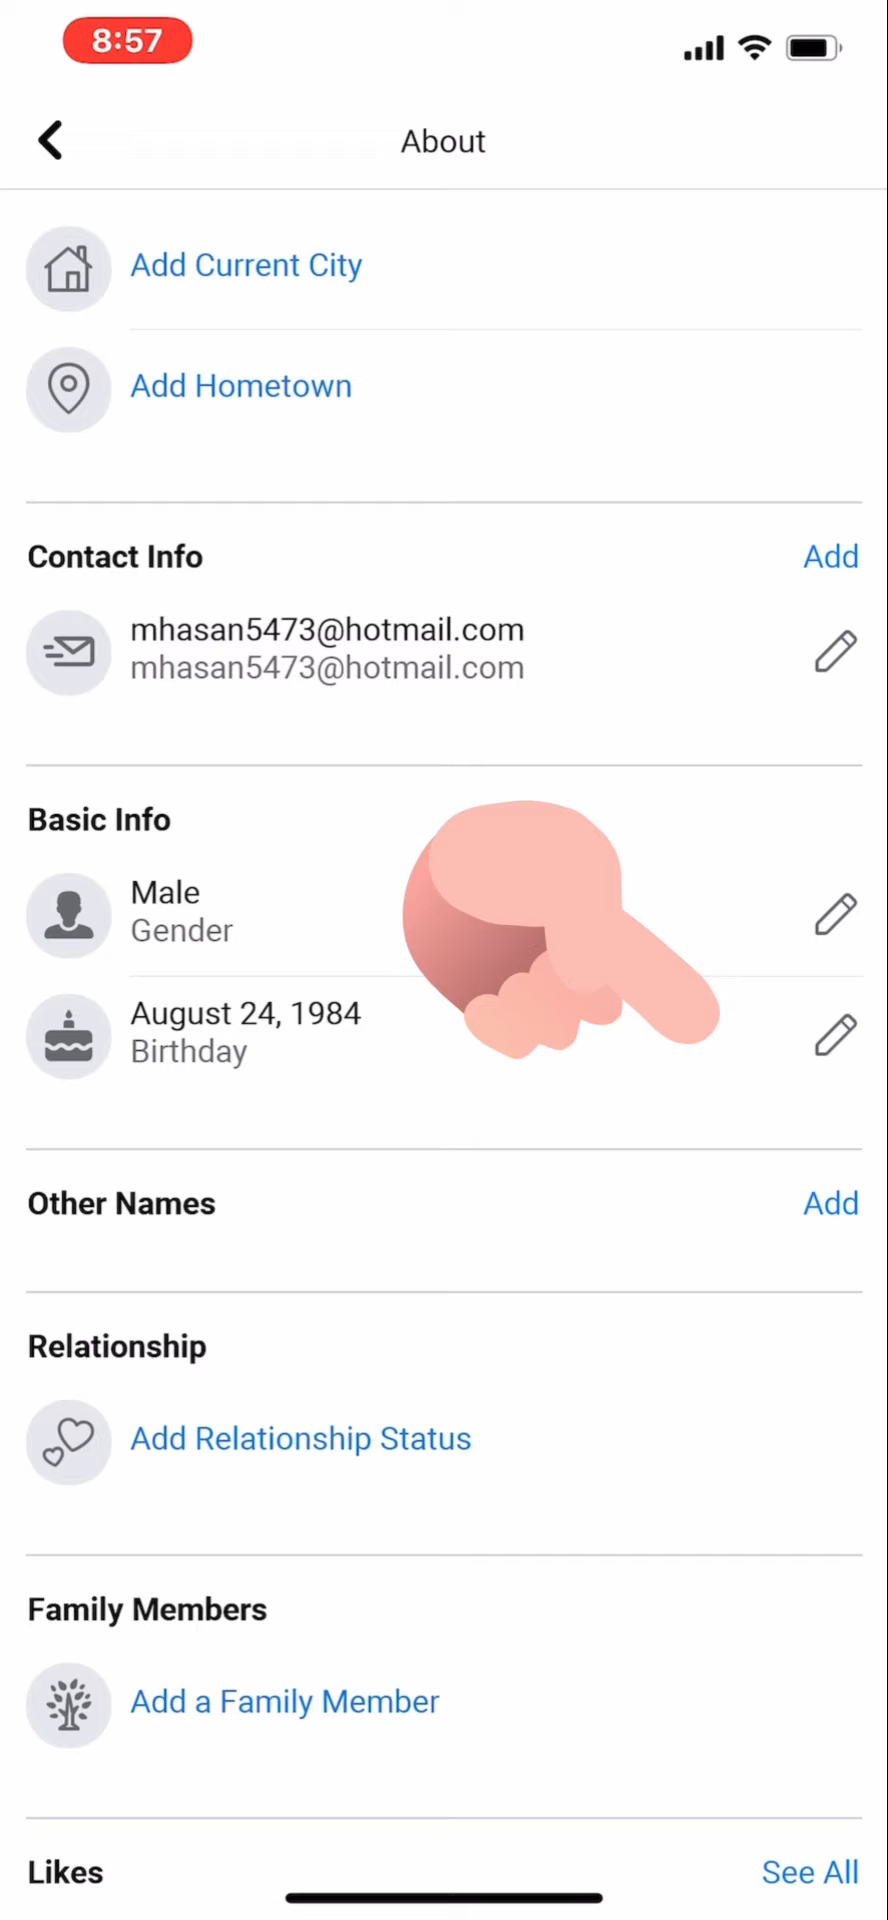 8:57
About
Add Current City
Add Hometown
Contact Info
Add
mhasan5473@hotmail.com
mhasan5473@hotmail.com
Basic Info
Male
Gender
August 24, 1984
Birthday
Other Names
Add
Relationship
Add Relationship Status
Family Members
Add a Family Member
Likes
See All